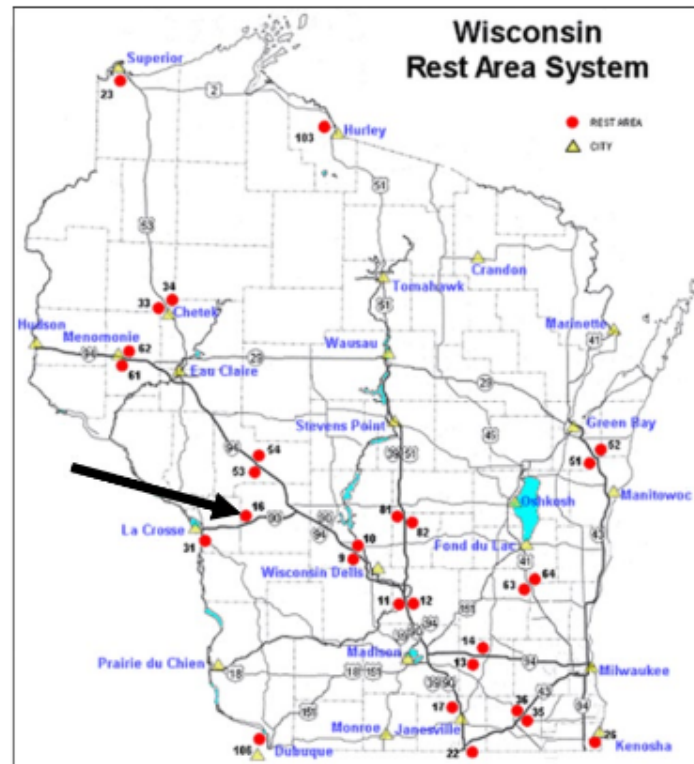 Wisconsin
Rest Area System
REST AREA
CITY
Superior
23
2
103
Hurley
51
53
Crandon
Tomahawk
34
33
Chetek
51
Hudson
Marinette
41
Menomonie
62
94
61
Wausau
29
Eau Claire
29
Stevens Point
45
Green Bay
52
51
39
51
94
54
53
Oshkosh
Manitowoc
16
90
90
94
81
82
43
La Crosse
31
10
9
Fond du Lac
41
Wisconsin Dells
63
64
11
12
151
94
90
39
14
Madison
13
94
Milwaukee
Prairie du Chien
18
18
151
39
90
43
94
17
36
35
151
Monroe
Janesville
26
106
Dubuque
22
Kenosha